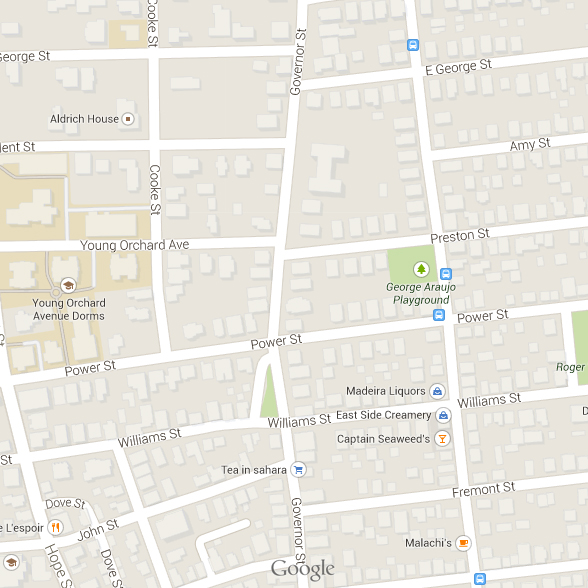 Cooke St
George St
Governor St
E George St
Aldrich House
dent St
Amy St
Cooke St
Young Orchard Ave
Preston St
Young Orchard
Avenue Dorms
George Araujo
Playground
Power St
Power St
Power St
Roger
Madeira Liquors
Williams St
Williams St
East Side Creamery
Williams St
Captain Seaweed's
Tea in sahara
Fremont St
Dove St
Governor St
e L'espoir
John St
Malachi's
Hope S
Dove St
Google